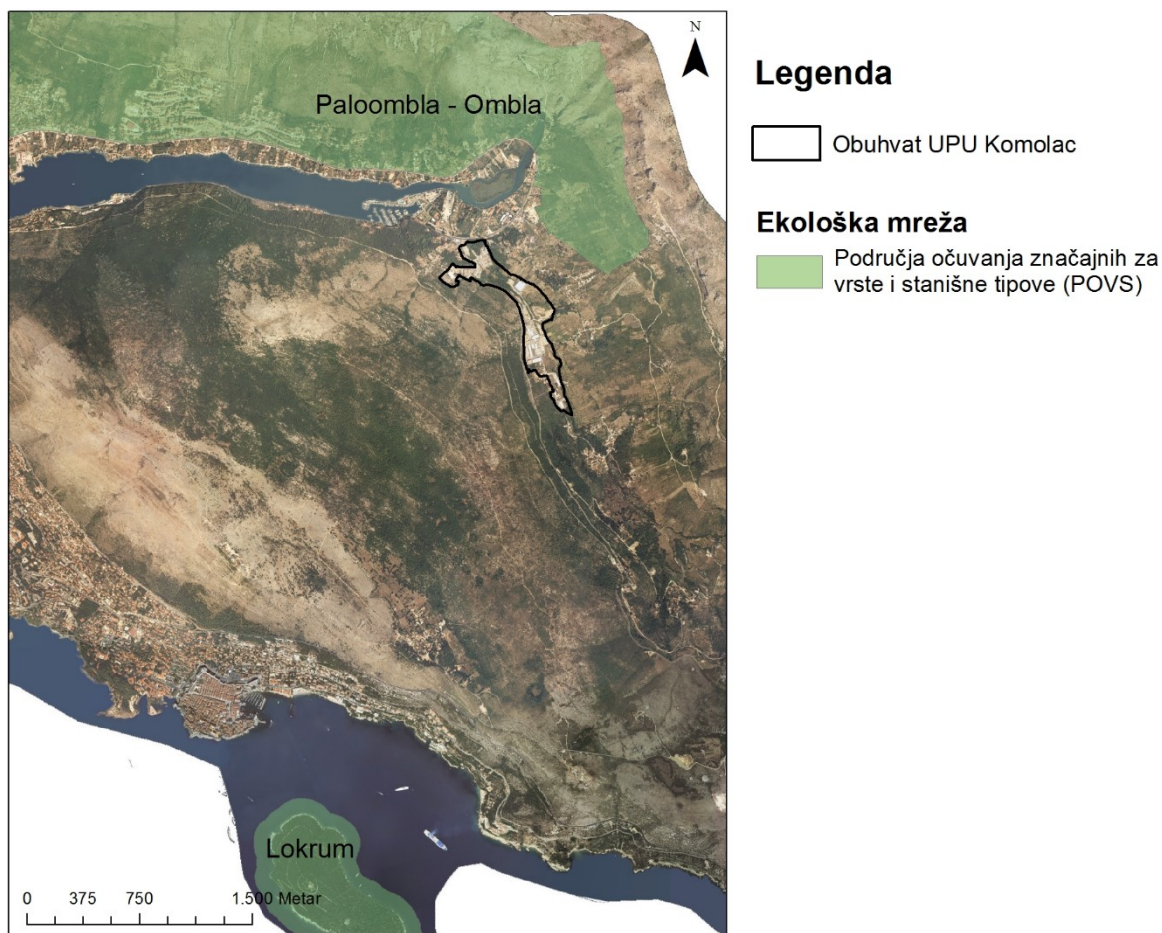 N
Paloombla - Ombla
Lokrum
0 375 750 1.500 Metar
Legenda
Obuhvat UPU Komolac
Ekološka mreža
Područja očuvanja značajnih za
vrste i stanišne tipove (POVS)